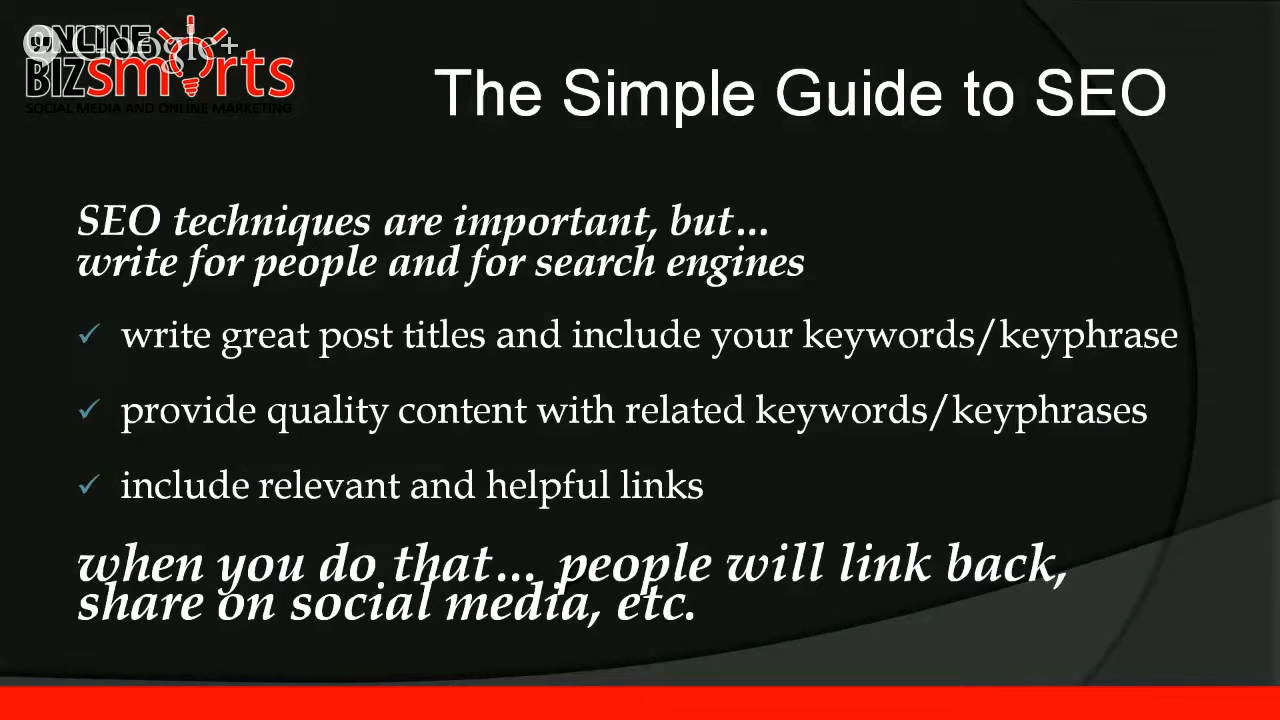 ONLINE
Google+
BIZsmarts
SOCIAL MEDIA AND ONLINE MARKETING
The Simple Guide to SEO
SEO techniques are important, but…
write for people and for search engines
✓ write great post titles and include your keywords/keyphrase
✓ provide quality content with related keywords/keyphrases
✓ include relevant and helpful links
when you do that… people will link back,
share on social media, etc.